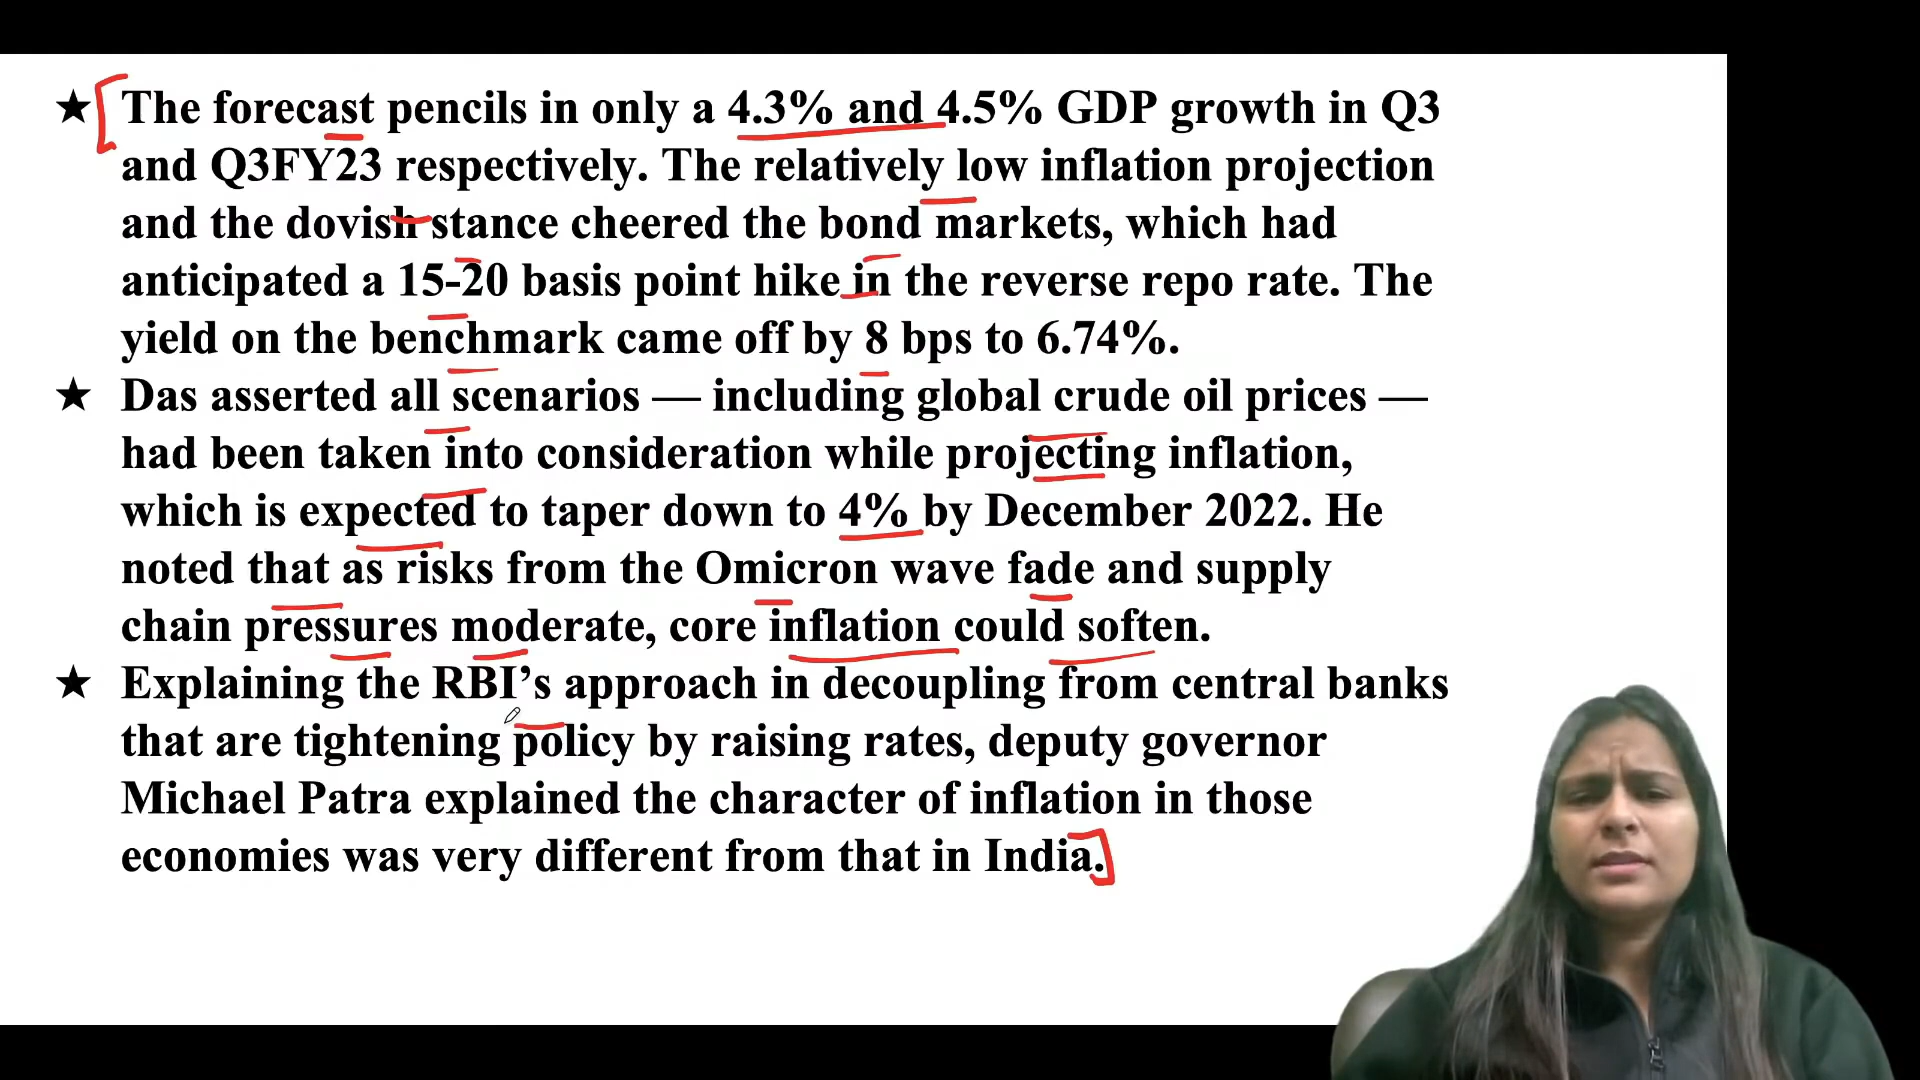 ★ The forecast pencils in only a 4.3% and 4.5% GDP growth in Q3
and Q3FY23 respectively. The relatively low inflation projection
and the dovish stance cheered the bond markets, which had
anticipated a 15-20 basis point hike in the reverse repo rate. The
yield on the benchmark came off by 8 bps to 6.74%.
★ Das asserted all scenarios — including global crude oil prices —
had been taken into consideration while projecting inflation,
which is expected to taper down to 4% by December 2022. He
noted that as risks from the Omicron wave fade and supply
chain pressures moderate, core inflation could soften.
★ Explaining the RBI’s approach in decoupling from central banks
that are tightening policy by raising rates, deputy governor
Michael Patra explained the character of inflation in those
economies was very different from that in India.